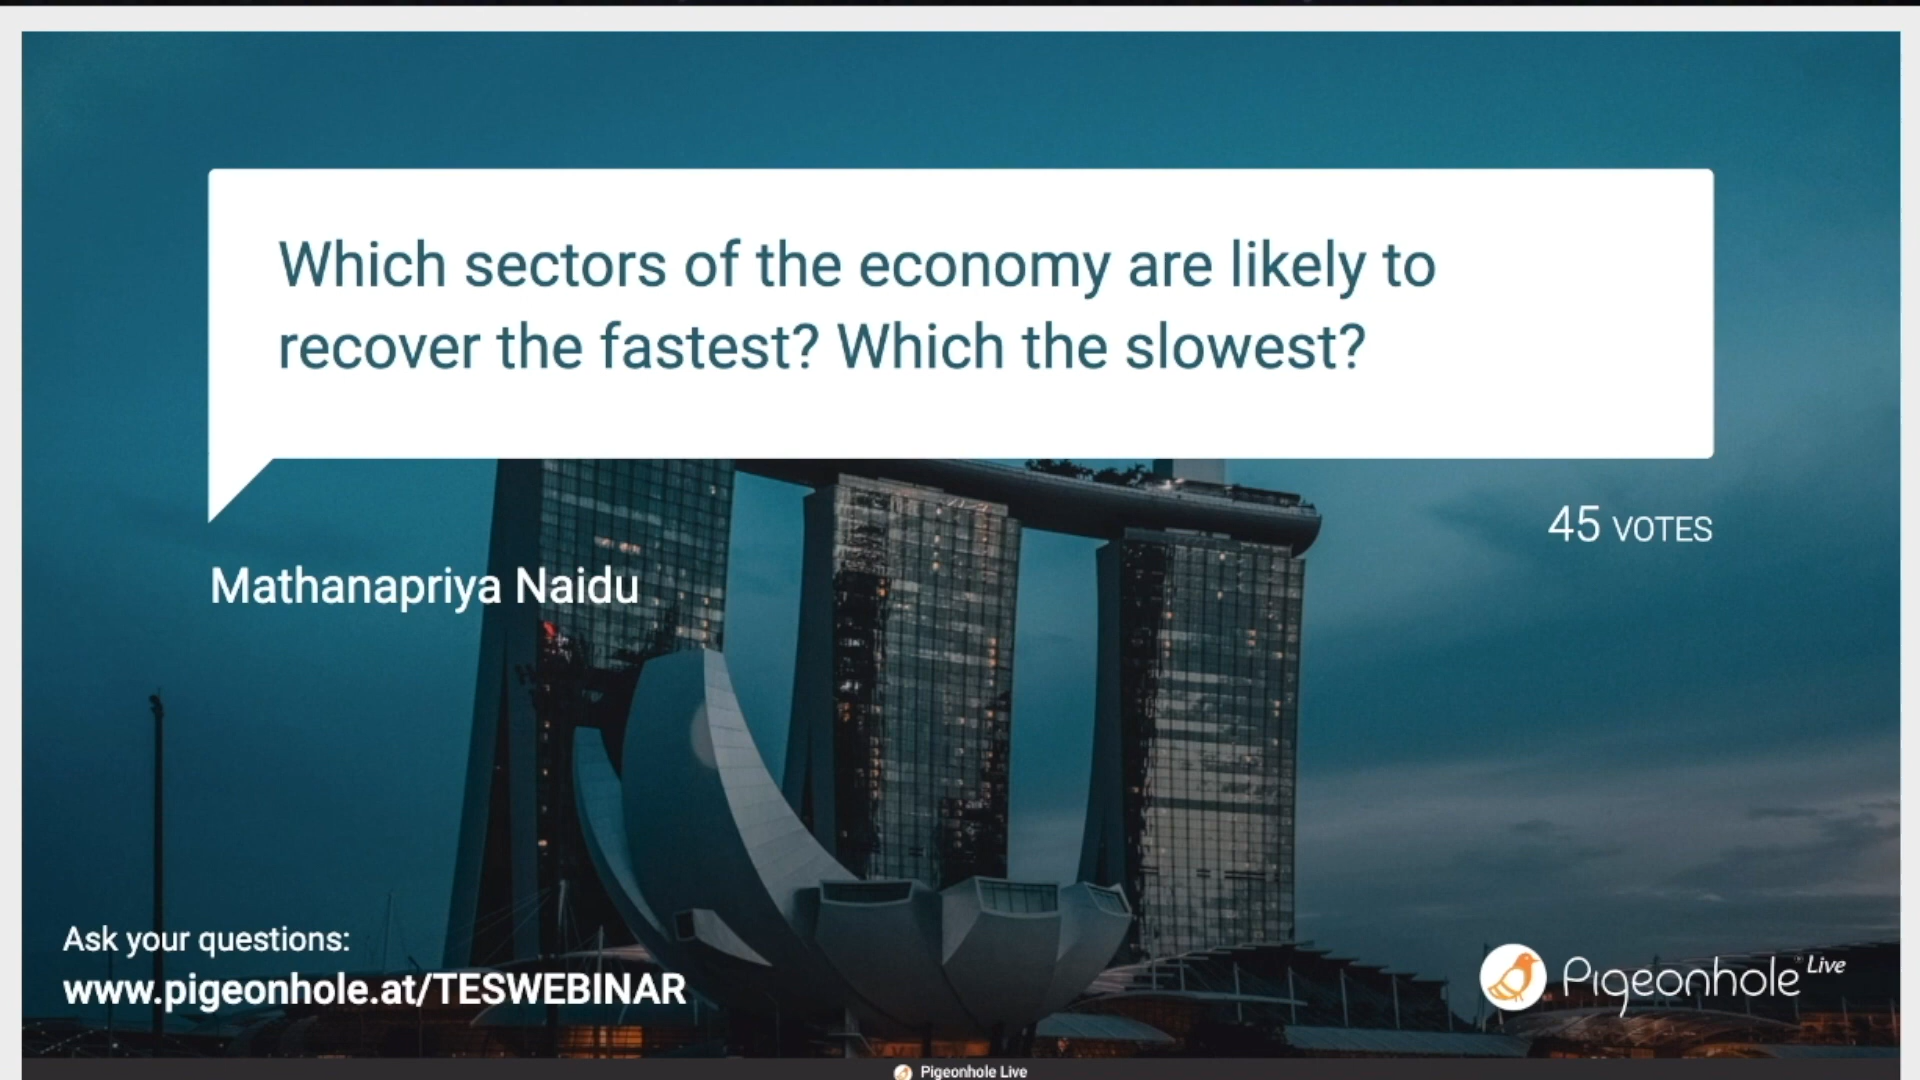 Which sectors of the economy are likely to
recover the fastest? Which the slowest?
45 VOTES
Mathanapriya Naidu
Ask your questions:
www.pigeonhole.at/TESWEBINAR
Pigeonhole Live
Pigeonhole Live